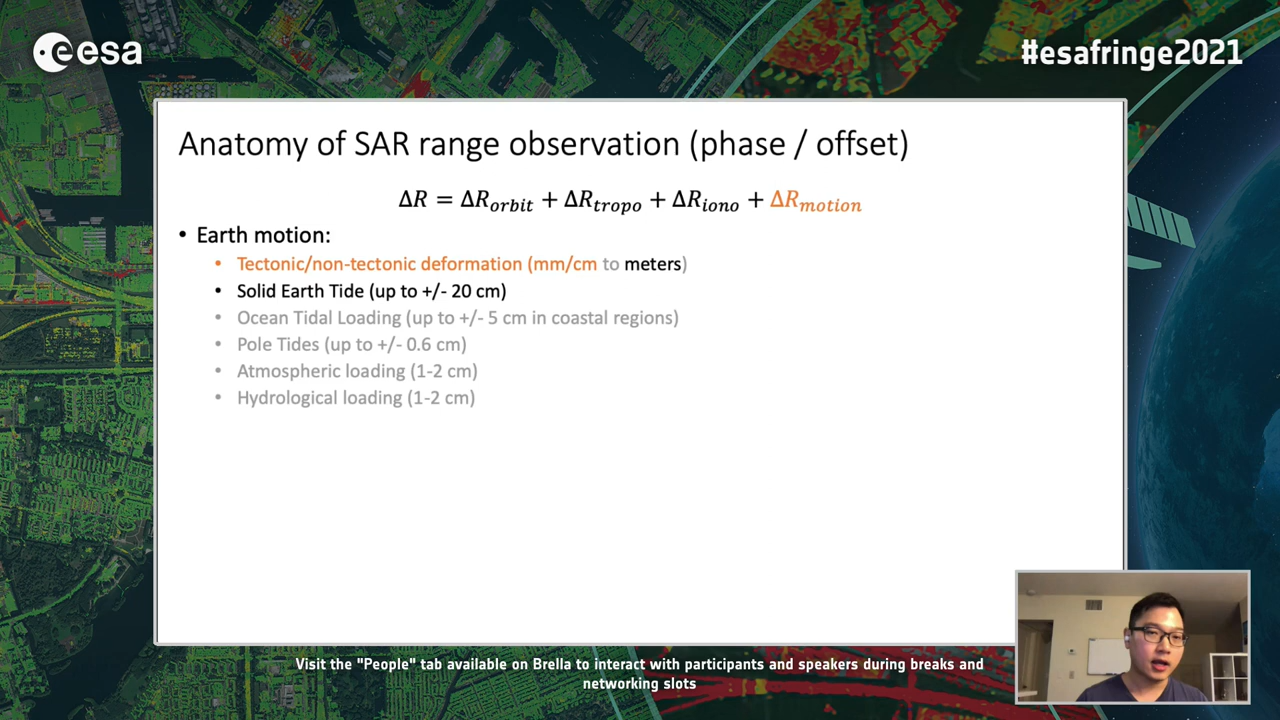 esa
#esafringe2021
Anatomy of SAR range observation (phase / offset)
ΔR = ΔR_orbit + ΔR_tropo + ΔR_iono + ΔR_motion
• Earth motion:
• Tectonic/non-tectonic deformation (mm/cm to meters)
• Solid Earth Tide (up to +/- 20 cm)
• Ocean Tidal Loading (up to +/- 5 cm in coastal regions)
• Pole Tides (up to +/- 0.6 cm)
• Atmospheric loading (1-2 cm)
• Hydrological loading (1-2 cm)
Visit the "People" tab available on Brella to interact with participants and speakers during breaks and
networking slots